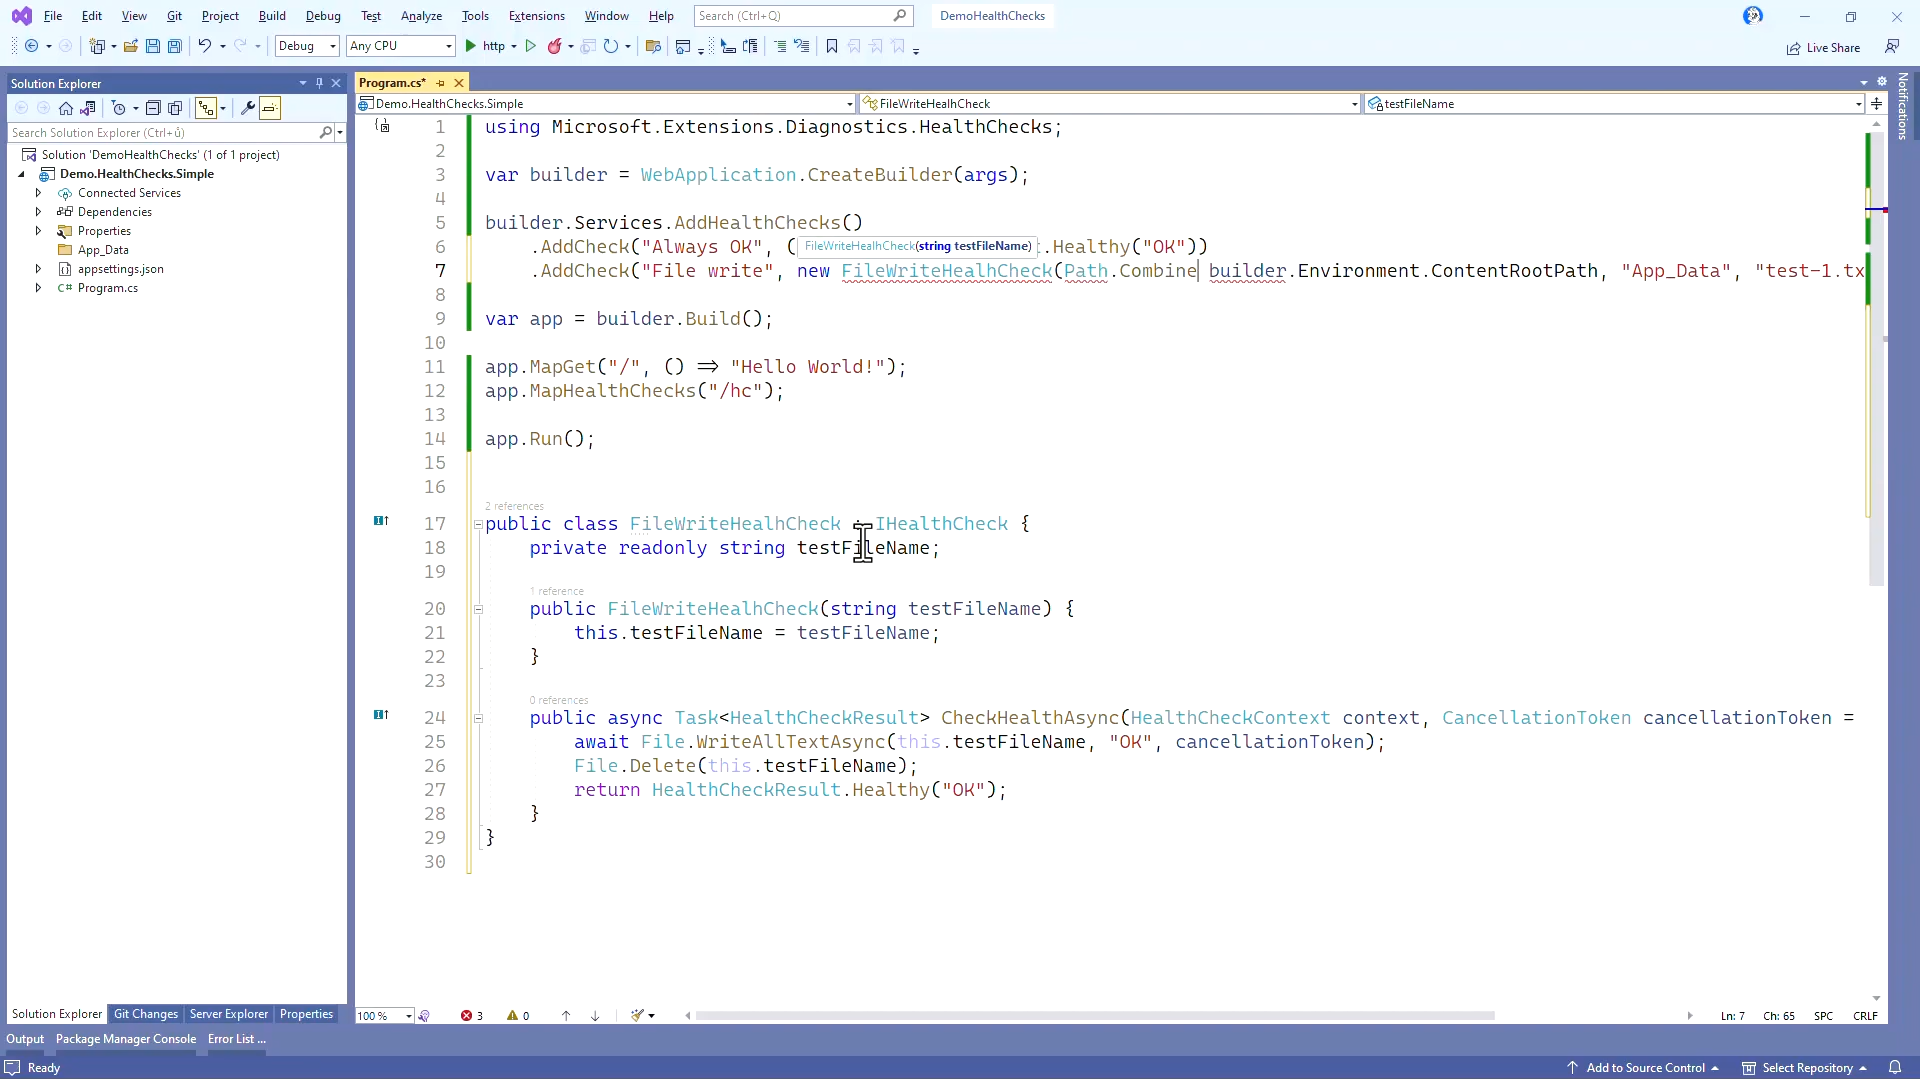 File Edit View Git Project Build Debug Test Analyze Tools Extensions Window Help Search (Ctrl+Q) DemoHealthChecks
Debug Any CPU http Live Share
Solution Explorer
Search Solution Explorer (Ctrl+ů)
Solution 'DemoHealthChecks' (1 of 1 project)
Demo.HealthChecks.Simple
Connected Services
Dependencies
Properties
App_Data
appsettings.json
C# Program.cs
Program.cs*
Demo.HealthChecks.Simple FileWriteHealhCheck testFileName
Notifications
1 using Microsoft.Extensions.Diagnostics.HealthChecks;
2
3 var builder = WebApplication.CreateBuilder(args);
4
5 builder.Services.AddHealthChecks()
6 .AddCheck("Always OK", ( .Healthy("OK"))
FileWriteHealhCheck(string testFileName)
7 .AddCheck("File write", new FileWriteHealhCheck(Path.Combine builder.Environment.ContentRootPath, "App_Data", "test-1.tx
8
9 var app = builder.Build();
10
11 app.MapGet("/", () => "Hello World!");
12 app.MapHealthChecks("/hc");
13
14 app.Run();
15
16
2 references
17 public class FileWriteHealhCheck : IHealthCheck {
18 private readonly string testFileName;
19
1 reference
20 public FileWriteHealhCheck(string testFileName) {
21 this.testFileName = testFileName;
22 }
23
0 references
24 public async Task<HealthCheckResult> CheckHealthAsync(HealthCheckContext context, CancellationToken cancellationToken =
25 await File.WriteAllTextAsync(this.testFileName, "OK", cancellationToken);
26 File.Delete(this.testFileName);
27 return HealthCheckResult.Healthy("OK");
28 }
29 }
30
Solution Explorer Git Changes Server Explorer Properties
100 % 3 0 Ln: 7 Ch: 65 SPC CRLF
Output Package Manager Console Error List ...
Ready Add to Source Control Select Repository